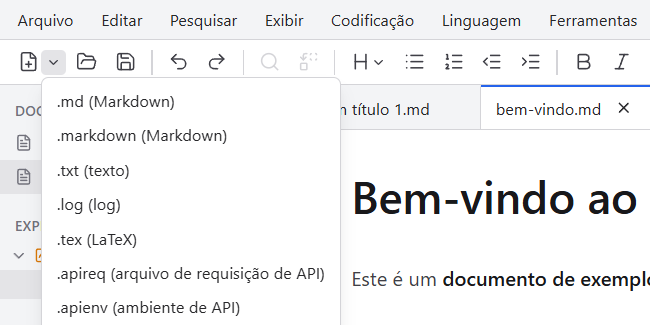 Arquivo Editar Pesquisar Exibir Codificação Linguagem Ferramentas
H B I
DOC
título 1.md bem-vindo.md
.md (Markdown)
.markdown (Markdown)
.txt (texto)
.log (log)
.tex (LaTeX)
.apireq (arquivo de requisição de API)
.apienv (ambiente de API)
EXP
Bem-vindo ao
Este é um documento de exemplo